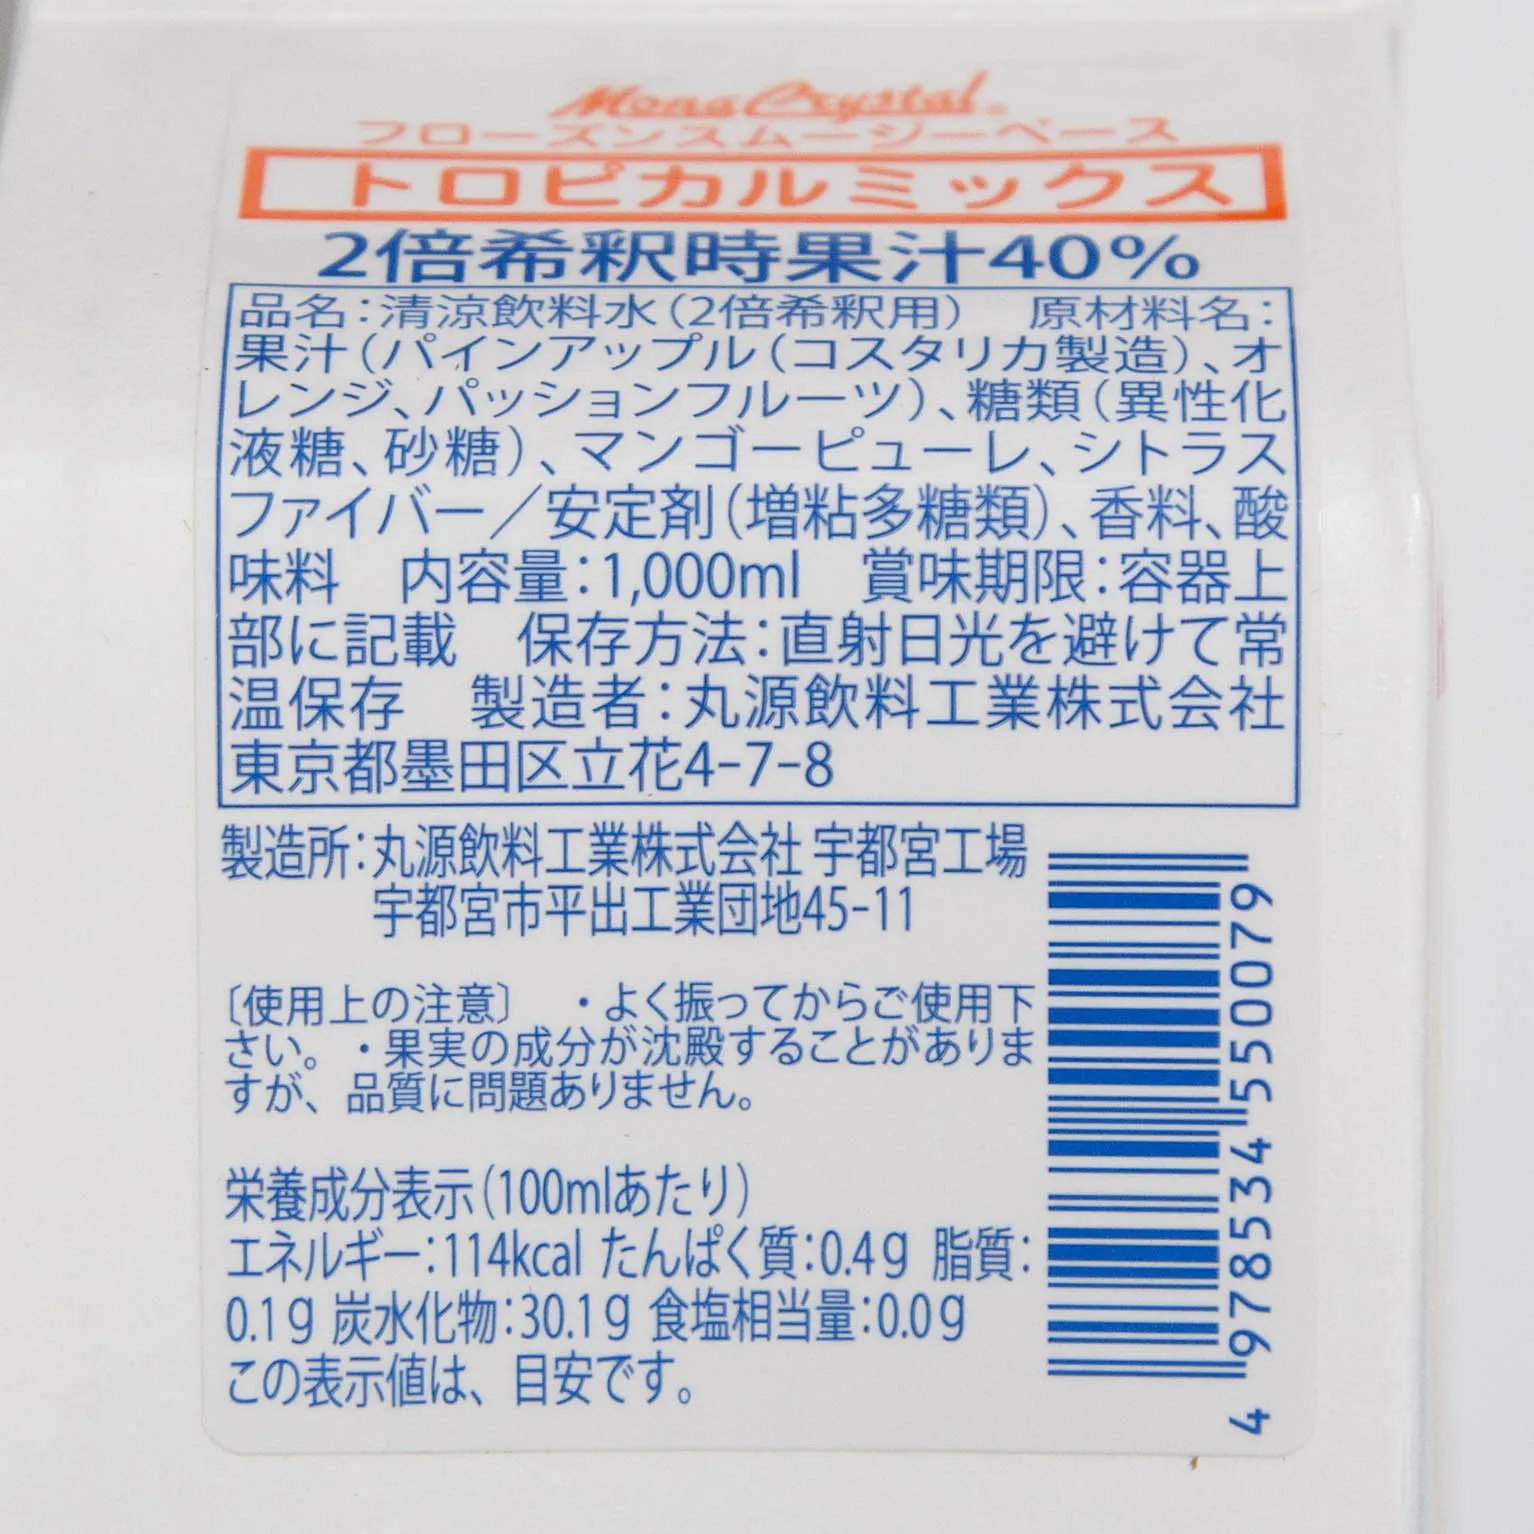 Mona Crystal
フローズンスムージーベース
トロピカルミックス
2倍希釈時果汁40%
品名：清涼飲料水（2倍希釈用）　原材料名：
果汁（パインアップル（コスタリカ製造）、オ
レンジ、パッションフルーツ）、糖類（異性化
液糖、砂糖）、マンゴーピューレ、シトラス
ファイバー／安定剤（増粘多糖類）、香料、酸
味料　内容量：1,000ml　賞味期限：容器上
部に記載　保存方法：直射日光を避けて常
温保存　製造者：丸源飲料工業株式会社
東京都墨田区立花4-7-8
製造所：丸源飲料工業株式会社 宇都宮工場
宇都宮市平出工業団地45-11
〔使用上の注意〕　・よく振ってからご使用下
さい。・果実の成分が沈殿することがありま
すが、品質に問題ありません。
栄養成分表示（100mlあたり）
エネルギー：114kcal たんぱく質：0.4g 脂質：
0.1g 炭水化物：30.1g 食塩相当量：0.0g
この表示値は、目安です。
4 978534 550079